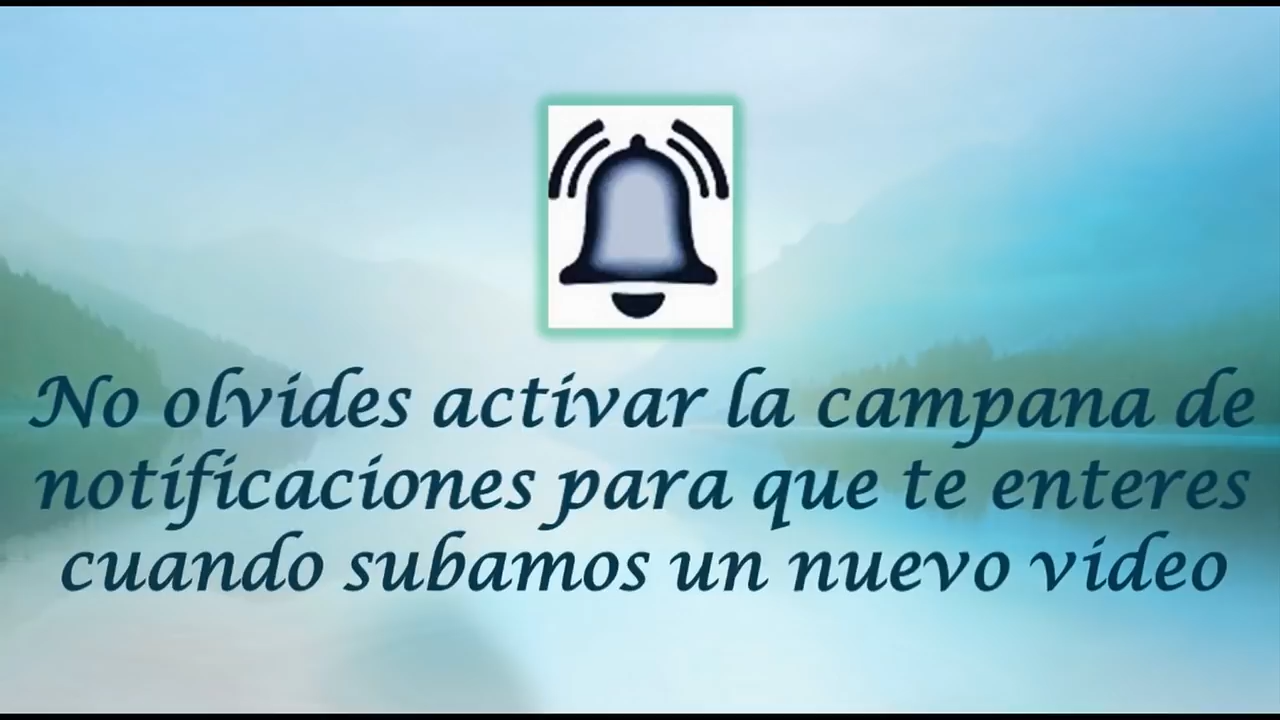 No olvides activar la campana de
notificaciones para que te enteres
cuando subamos un nuevo video